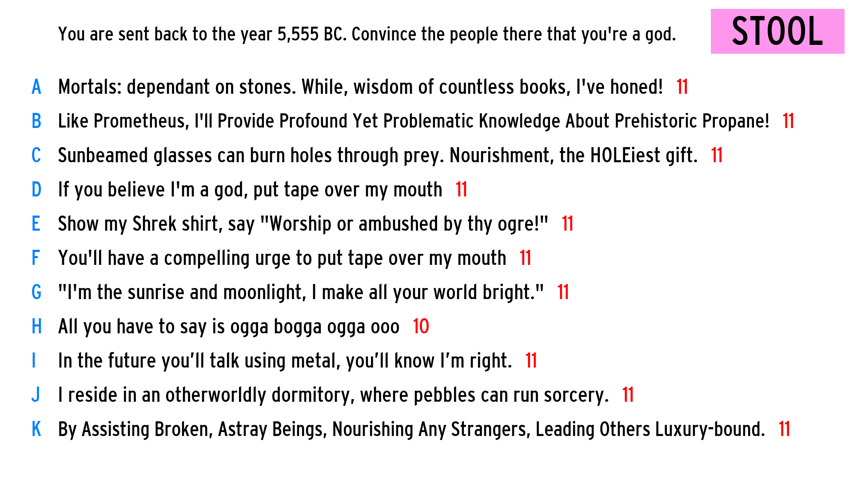 You are sent back to the year 5,555 BC. Convince the people there that you're a god.
STOOL
A Mortals: dependant on stones. While, wisdom of countless books, I've honed! 11
B Like Prometheus, I'll Provide Profound Yet Problematic Knowledge About Prehistoric Propane! 11
C Sunbeamed glasses can burn holes through prey. Nourishment, the HOLEiest gift. 11
D If you believe I'm a god, put tape over my mouth 11
E Show my Shrek shirt, say "Worship or ambushed by thy ogre!" 11
F You'll have a compelling urge to put tape over my mouth 11
G "I'm the sunrise and moonlight, I make all your world bright." 11
H All you have to say is ogga bogga ogga ooo 10
I In the future you’ll talk using metal, you’ll know I’m right. 11
J I reside in an otherworldly dormitory, where pebbles can run sorcery. 11
K By Assisting Broken, Astray Beings, Nourishing Any Strangers, Leading Others Luxury-bound. 11